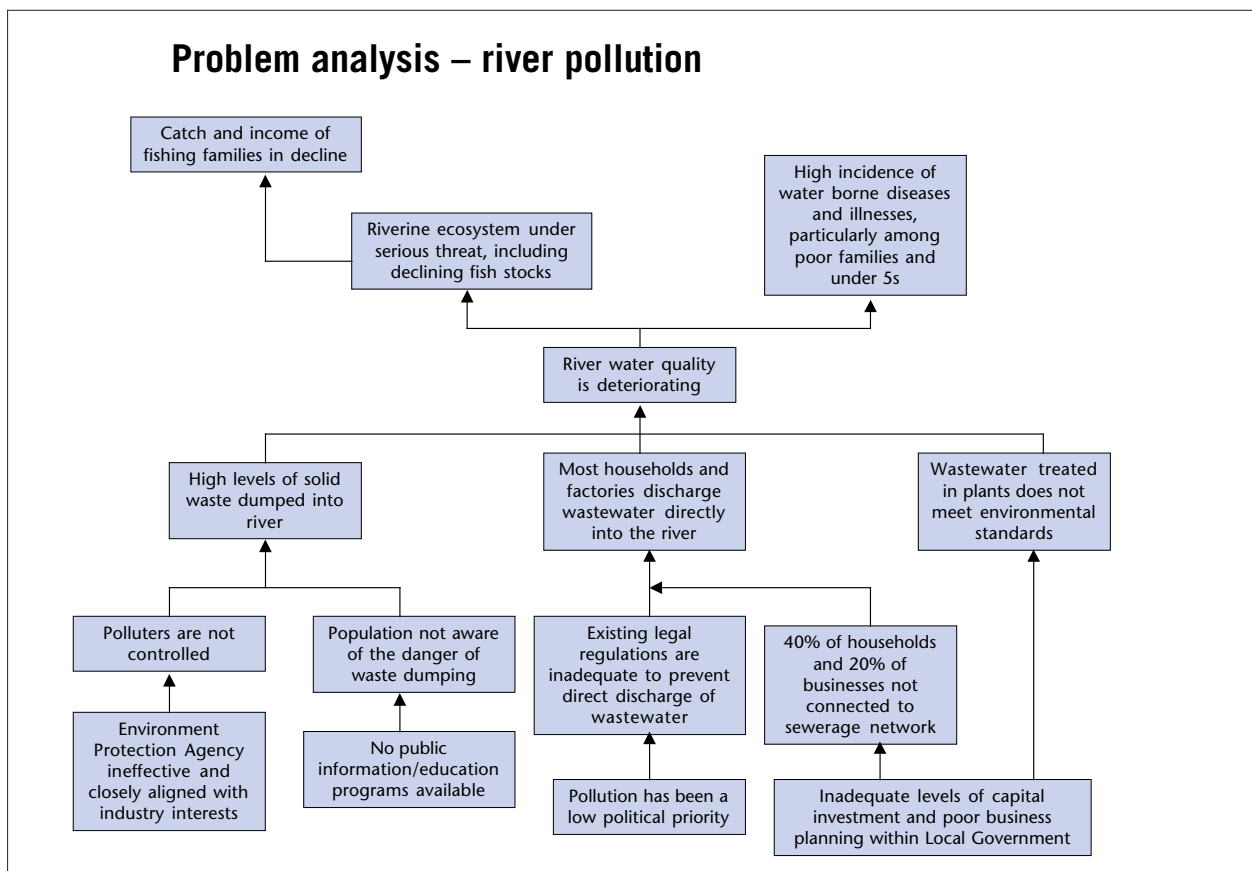 Problem analysis – river pollution
Catch and income of
fishing families in decline
High incidence of
water borne diseases
and illnesses,
particularly among
poor families and
under 5s
Riverine ecosystem under
serious threat, including
declining fish stocks
River water quality
is deteriorating
High levels of solid
waste dumped into
river
Most households and
factories discharge
wastewater directly
into the river
Wastewater treated
in plants does not
meet environmental
standards
Polluters are not
controlled
Population not aware
of the danger of
waste dumping
Existing legal
regulations are
inadequate to prevent
direct discharge of
wastewater
40% of households
and 20% of
businesses not
connected to
sewerage network
Environment
Protection Agency
ineffective and
closely aligned with
industry interests
No public
information/education
programs available
Pollution has been a
low political priority
Inadequate levels of capital
investment and poor business
planning within Local Government